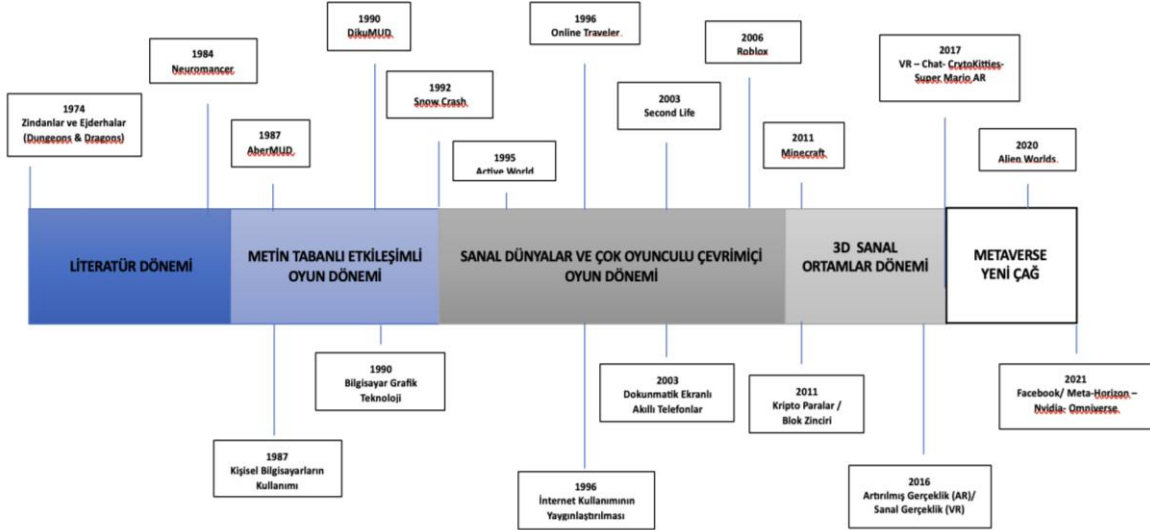 1974
Zindanlar ve Ejderhalar
(Dungeons & Dragons)
1984
Neuromancer
1987
AberMUD
1990
DikuMUD
1992
Snow Crash
1995
Active World
1996
Online Traveler
2003
Second Life
2006
Roblox
2011
Minecraft
2017
VR – Chat- CrytoKitties-
Super Mario AR
2020
Alien Worlds
LİTERATÜR DÖNEMİ
METİN TABANLI ETKİLEŞİMLİ
OYUN DÖNEMİ
SANAL DÜNYALAR VE ÇOK OYUNCULU ÇEVRİMİÇİ
OYUN DÖNEMİ
3D SANAL
ORTAMLAR DÖNEMİ
METAVERSE
YENİ ÇAĞ
1987
Kişisel Bilgisayarların
Kullanımı
1990
Bilgisayar Grafik
Teknoloji
1996
İnternet Kullanımının
Yaygınlaştırılması
2003
Dokunmatik Ekranlı
Akıllı Telefonlar
2011
Kripto Paralar /
Blok Zinciri
2016
Artırılmış Gerçeklik (AR)/
Sanal Gerçeklik (VR)
2021
Facebook/ Meta-Horizon –
Nvidia- Omniverse